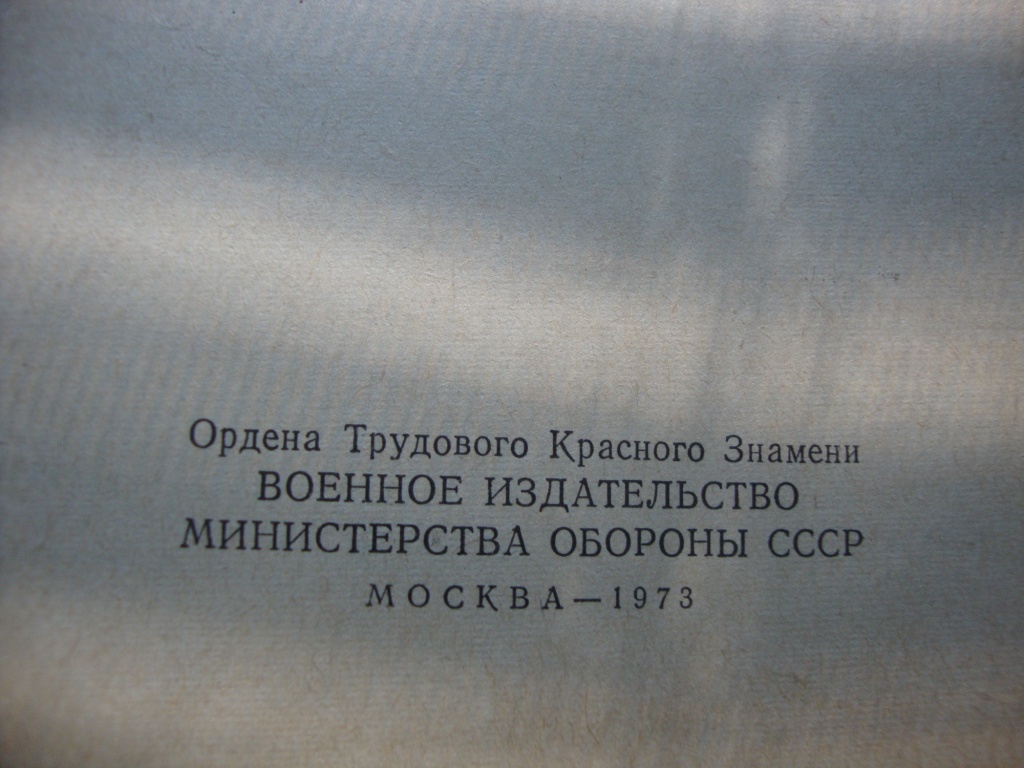 Ордена Трудового Красного Знамени
ВОЕННОЕ ИЗДАТЕЛЬСТВО
МИНИСТЕРСТВА ОБОРОНЫ СССР
МОСКВА — 1973